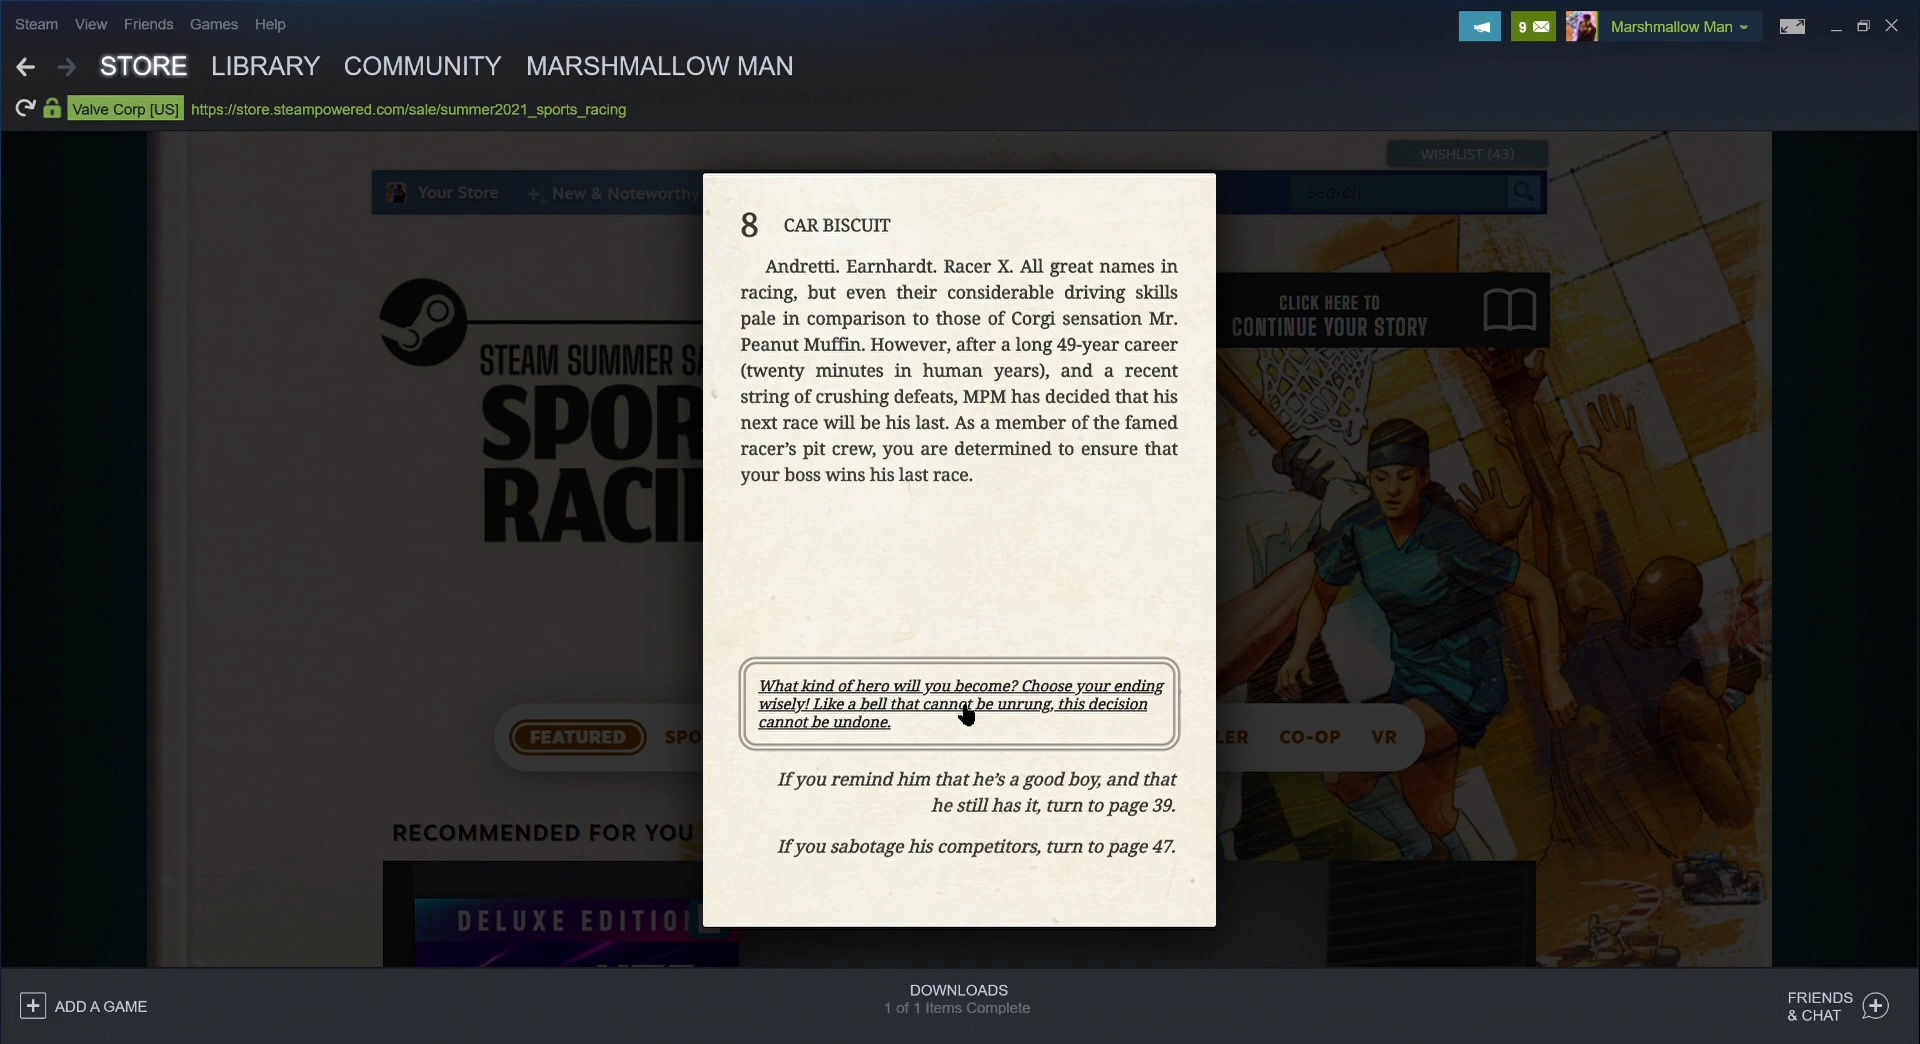 Steam View Friends Games Help
9
Marshmallow Man
STORE LIBRARY COMMUNITY MARSHMALLOW MAN
Valve Corp [US] https://store.steampowered.com/sale/summer2021_sports_racing
WISHLIST (43)
Your Store New & Noteworthy
search
8 CAR BISCUIT
Andretti. Earnhardt. Racer X. All great names in
racing, but even their considerable driving skills
pale in comparison to those of Corgi sensation Mr.
Peanut Muffin. However, after a long 49-year career
(twenty minutes in human years), and a recent
string of crushing defeats, MPM has decided that his
next race will be his last. As a member of the famed
racer's pit crew, you are determined to ensure that
your boss wins his last race.
What kind of hero will you become? Choose your ending
wisely! Like a bell that cannot be unrung, this decision
cannot be undone.
If you remind him that he's a good boy, and that
he still has it, turn to page 39.
If you sabotage his competitors, turn to page 47.
CLICK HERE TO
CONTINUE YOUR STORY
STEAM SUMMER SA
SPOR
RACI
FEATURED SPO
LER CO-OP VR
RECOMMENDED FOR YOU
DELUXE EDITIO
ADD A GAME
DOWNLOADS
1 of 1 Items Complete
FRIENDS
& CHAT